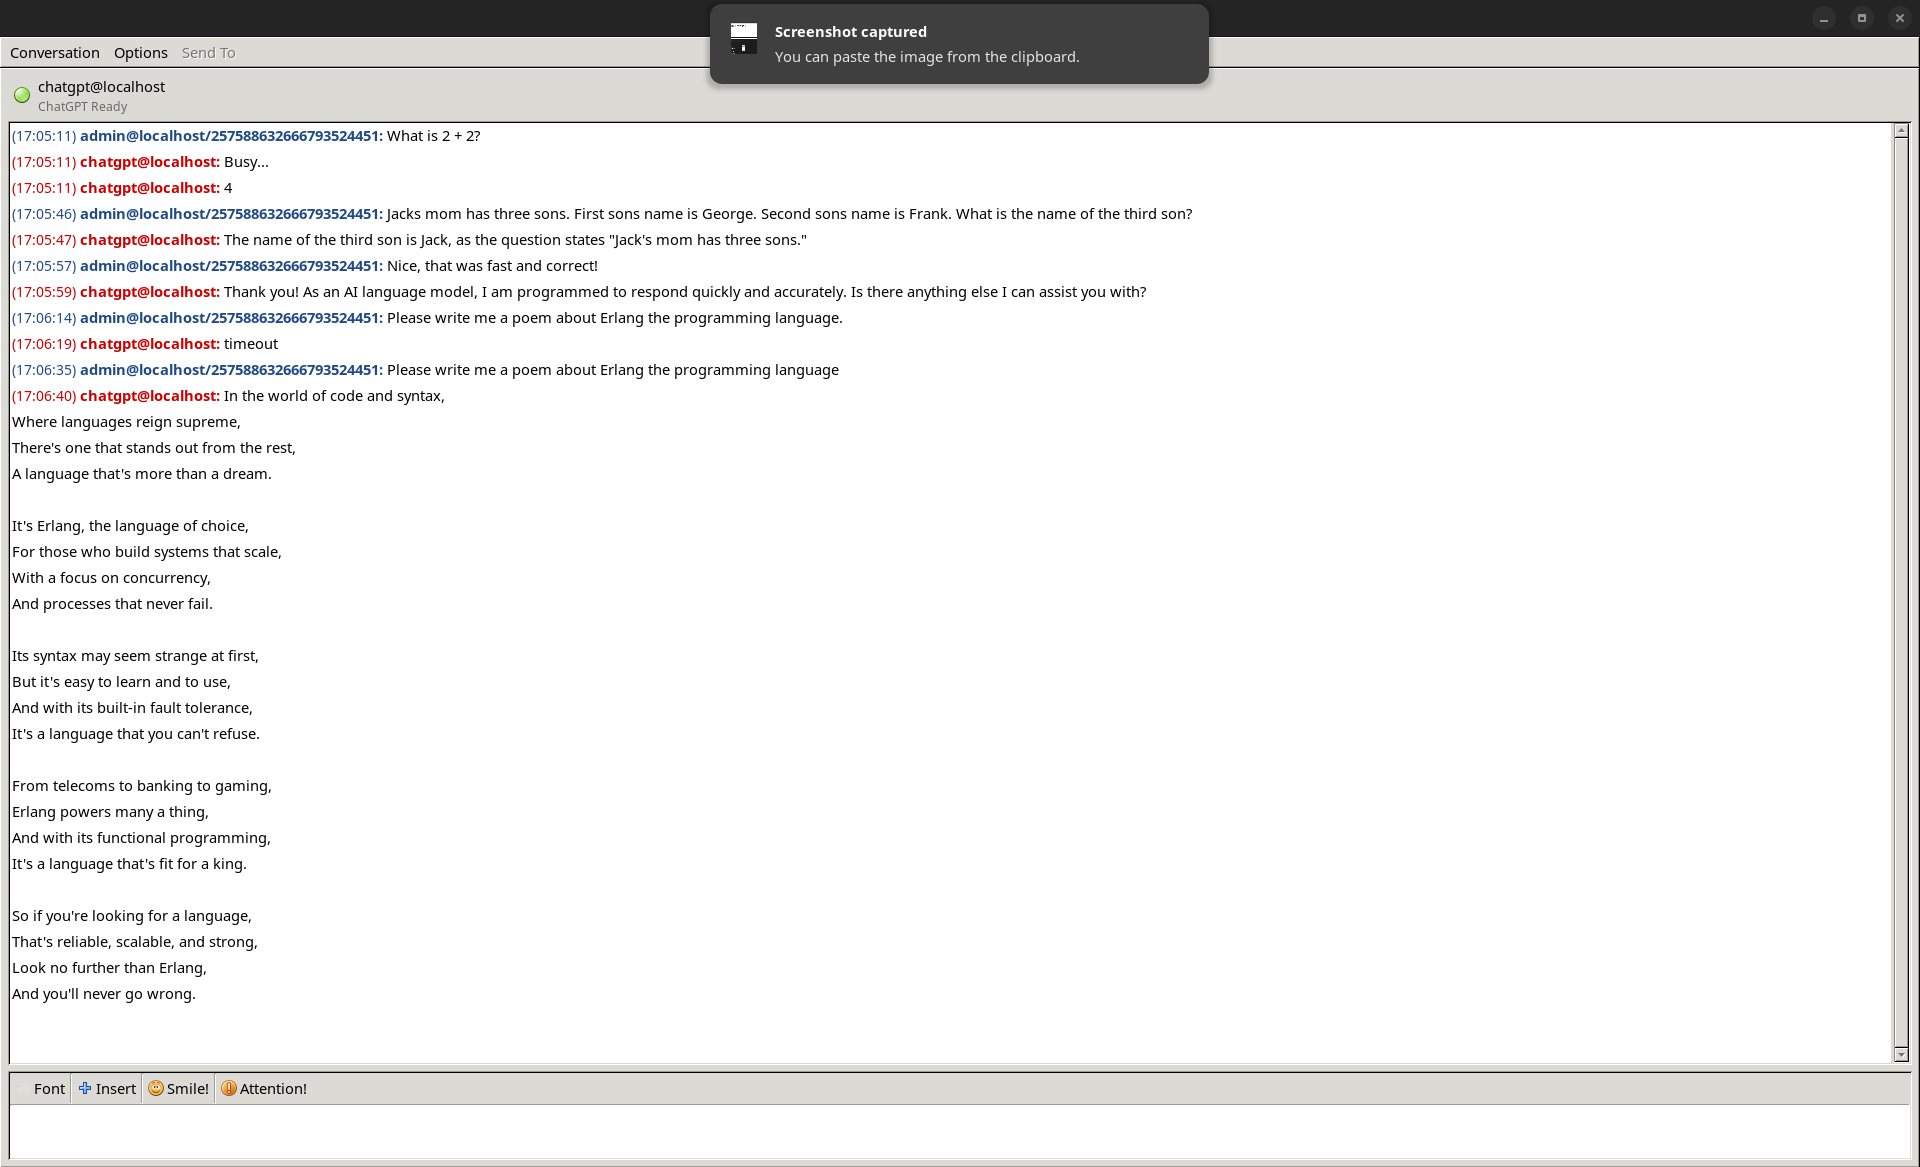 Screenshot captured
You can paste the image from the clipboard.
Conversation Options Send To
chatgpt@localhost
ChatGPT Ready
(17:05:11) admin@localhost/257588632666793524451: What is 2 + 2?
(17:05:11) chatgpt@localhost: Busy...
(17:05:11) chatgpt@localhost: 4
(17:05:46) admin@localhost/257588632666793524451: Jacks mom has three sons. First sons name is George. Second sons name is Frank. What is the name of the third son?
(17:05:47) chatgpt@localhost: The name of the third son is Jack, as the question states "Jack's mom has three sons."
(17:05:57) admin@localhost/257588632666793524451: Nice, that was fast and correct!
(17:05:59) chatgpt@localhost: Thank you! As an AI language model, I am programmed to respond quickly and accurately. Is there anything else I can assist you with?
(17:06:14) admin@localhost/257588632666793524451: Please write me a poem about Erlang the programming language.
(17:06:19) chatgpt@localhost: timeout
(17:06:35) admin@localhost/257588632666793524451: Please write me a poem about Erlang the programming language
(17:06:40) chatgpt@localhost: In the world of code and syntax,
Where languages reign supreme,
There's one that stands out from the rest,
A language that's more than a dream.
It's Erlang, the language of choice,
For those who build systems that scale,
With a focus on concurrency,
And processes that never fail.
Its syntax may seem strange at first,
But it's easy to learn and to use,
And with its built-in fault tolerance,
It's a language that you can't refuse.
From telecoms to banking to gaming,
Erlang powers many a thing,
And with its functional programming,
It's a language that's fit for a king.
So if you're looking for a language,
That's reliable, scalable, and strong,
Look no further than Erlang,
And you'll never go wrong.
Font Insert Smile! Attention!